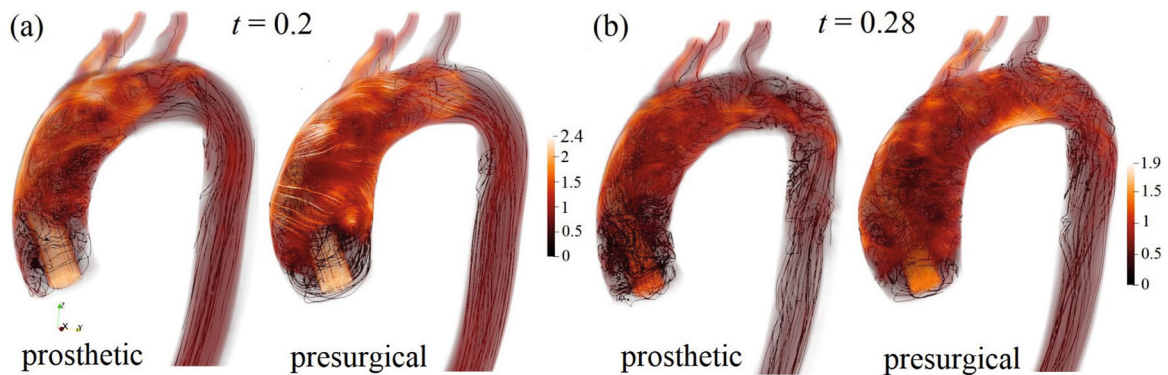 (a)
t = 0.2
(b)
t = 0.28
2.4
2
1.5
1
0.5
0
1.9
1.5
1
0.5
0
Z
X
Y
prosthetic
presurgical
prosthetic
presurgical